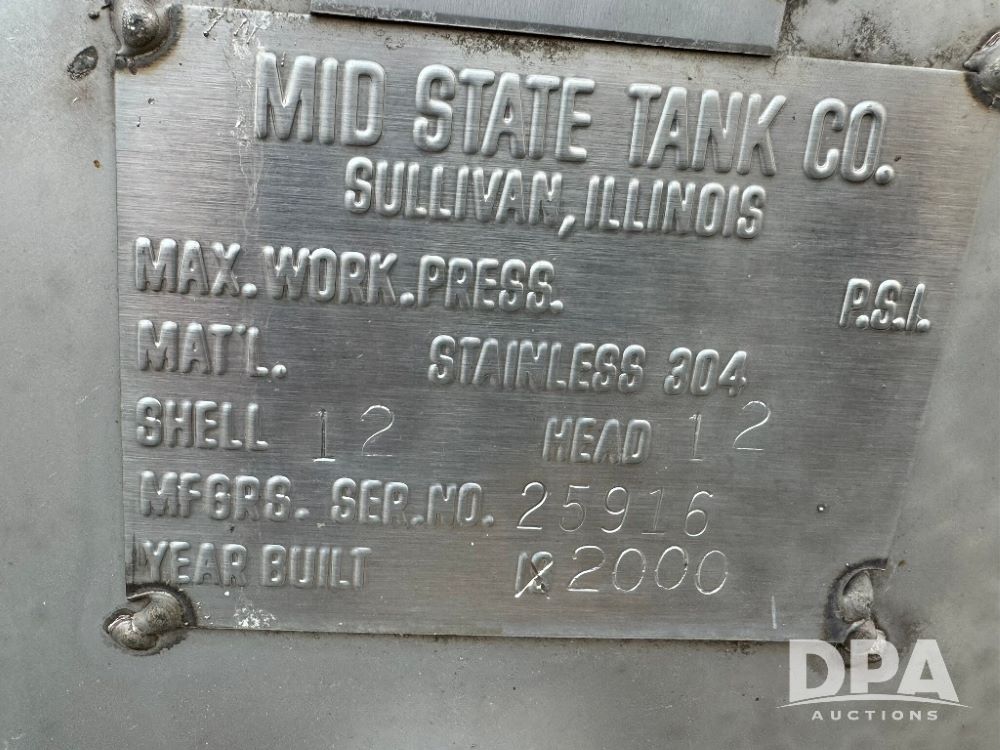 MID STATE TANK CO.
SULLIVAN, ILLINOIS
MAX. WORK. PRESS. P.S.I.
MAT'L. STAINLESS 304
SHELL 12 HEAD 12
MFGRS. SER. NO. 25916
YEAR BUILT 2000
DPA
AUCTIONS